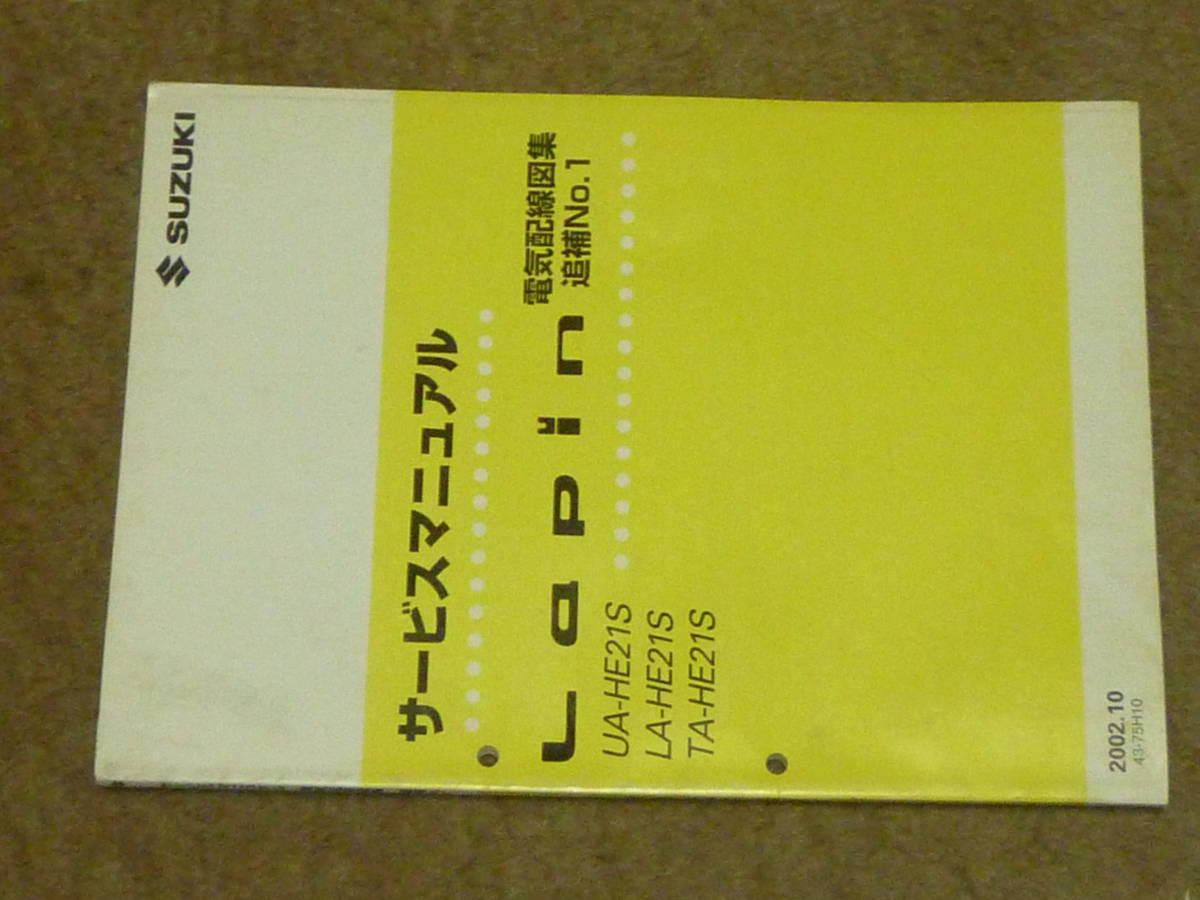 SUZUKI
サービスマニュアル
Lapin 電気配線図集
追補No.1
UA-HE21S
LA-HE21S
TA-HE21S
2002.10
43-75H10